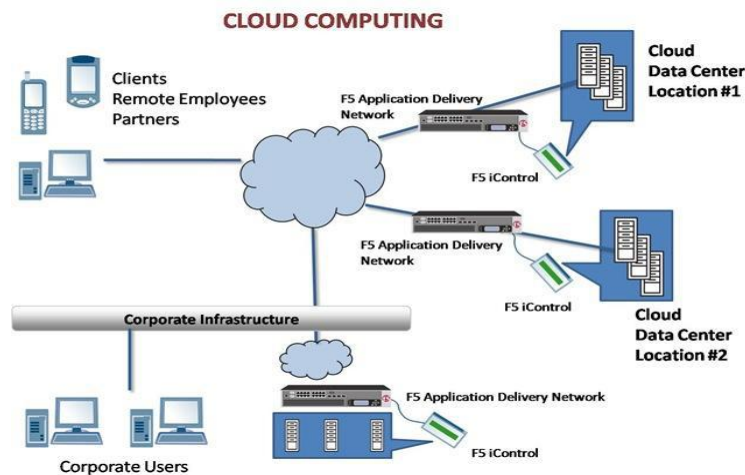 CLOUD COMPUTING
Clients
Remote Employees
Partners
F5 Application Delivery
Network
F5 iControl
Cloud
Data Center
Location #1
F5 Application Delivery
Network
F5 iControl
Cloud
Data Center
Location #2
Corporate Infrastructure
F5 Application Delivery Network
F5 iControl
Corporate Users